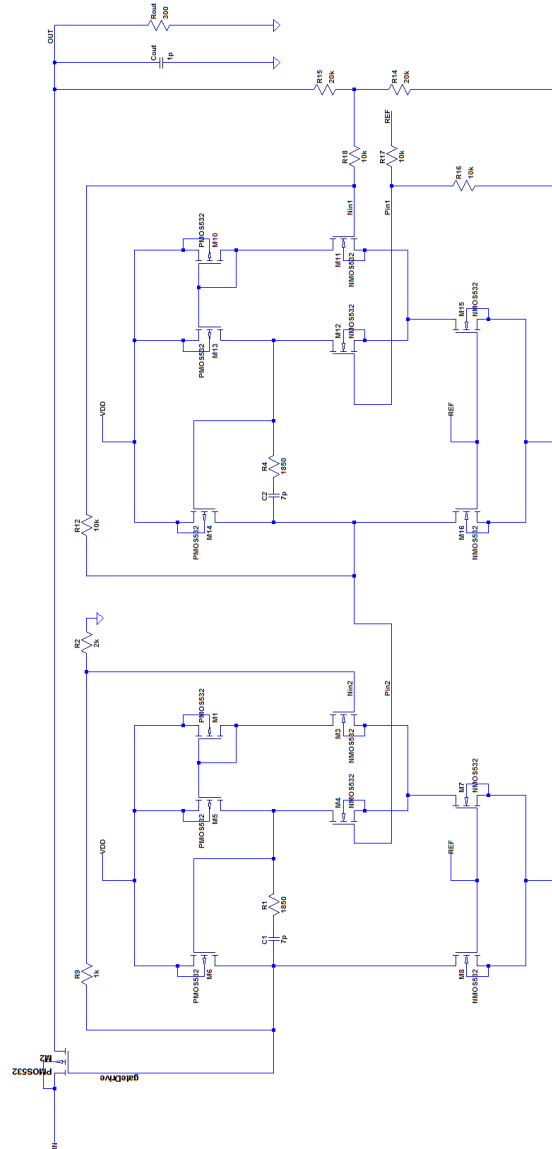 OUT
Rout
300
Cout
1p
R15
20k
R14
20k
REF
R18
10k
R17
10k
R16
10k
Nin1
Pin1
PMOS532
M10
M11
NMOS532
PMOS532
M13
M12
NMOS532
M15
NMOS532
VDD
REF
R4
1850
C2
7p
R12
10k
PMOS532
M14
M16
NMOS532
R2
2k
Nin2
Pin2
PMOS532
M1
M3
NMOS532
PMOS532
M5
M4
NMOS532
M7
NMOS532
VDD
REF
R1
1850
C1
7p
R9
1k
PMOS532
M6
M8
NMOS532
M2
PMOS532
gateDrive
IN